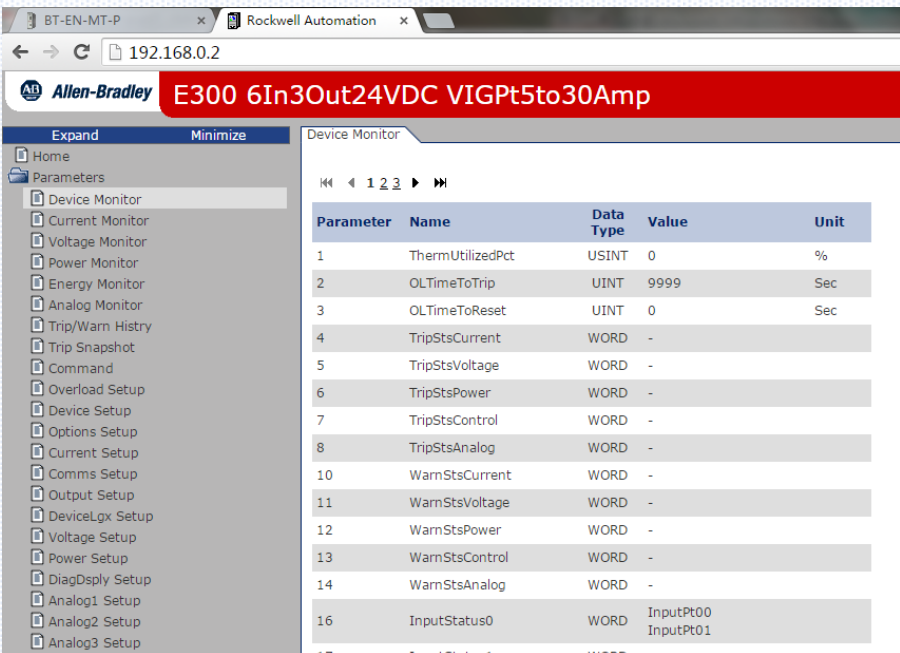 BT-EN-MT-P × Rockwell Automation ×
192.168.0.2
AB Allen-Bradley E300 6In3Out24VDC VIGPt5to30Amp
Expand Minimize
Home
Parameters
Device Monitor
Current Monitor
Voltage Monitor
Power Monitor
Energy Monitor
Analog Monitor
Trip/Warn Histry
Trip Snapshot
Command
Overload Setup
Device Setup
Options Setup
Current Setup
Comms Setup
Output Setup
DeviceLgx Setup
Voltage Setup
Power Setup
DiagDsply Setup
Analog1 Setup
Analog2 Setup
Analog3 Setup
Device Monitor
1 2 3
Parameter Name Data Type Value Unit
1 ThermUtilizedPct USINT 0 %
2 OLTimeToTrip UINT 9999 Sec
3 OLTimeToReset UINT 0 Sec
4 TripStsCurrent WORD -
5 TripStsVoltage WORD -
6 TripStsPower WORD -
7 TripStsControl WORD -
8 TripStsAnalog WORD -
10 WarnStsCurrent WORD -
11 WarnStsVoltage WORD -
12 WarnStsPower WORD -
13 WarnStsControl WORD -
14 WarnStsAnalog WORD -
16 InputStatus0 WORD InputPt00
InputPt01